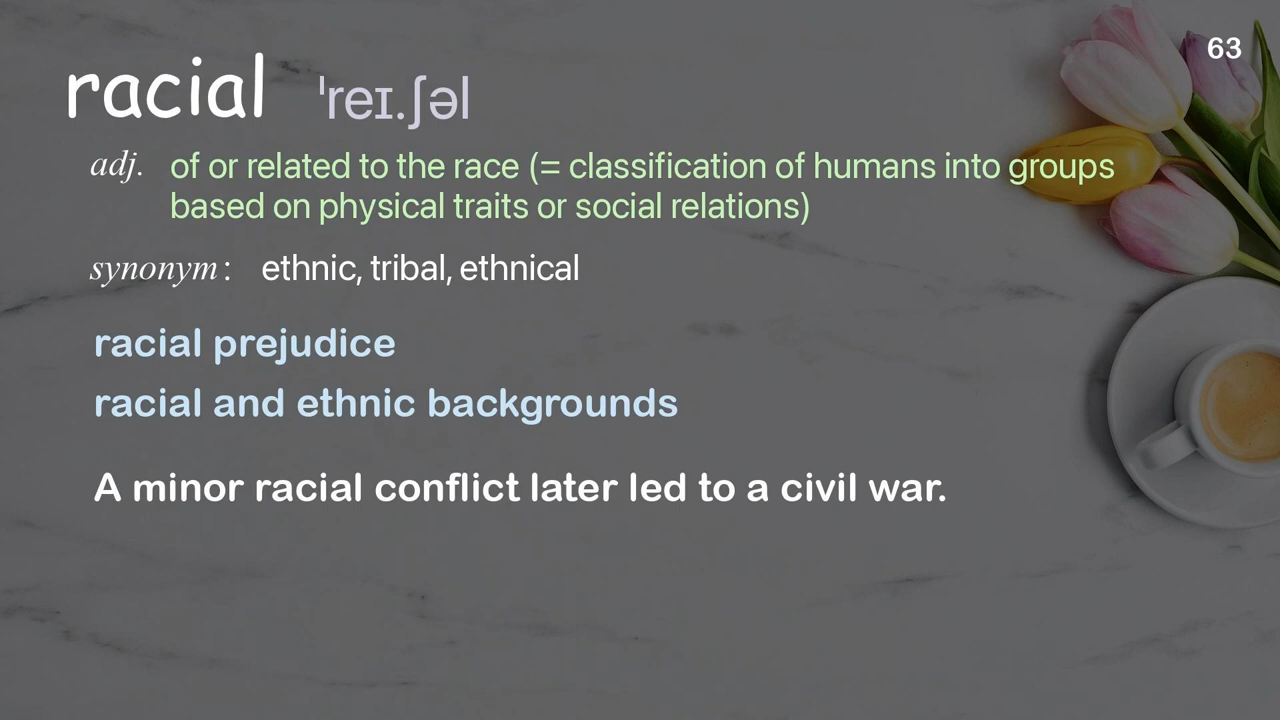 63
racial ˈreɪ.ʃəl
adj. of or related to the race (= classification of humans into groups
based on physical traits or social relations)
synonym: ethnic, tribal, ethnical
racial prejudice
racial and ethnic backgrounds
A minor racial conflict later led to a civil war.